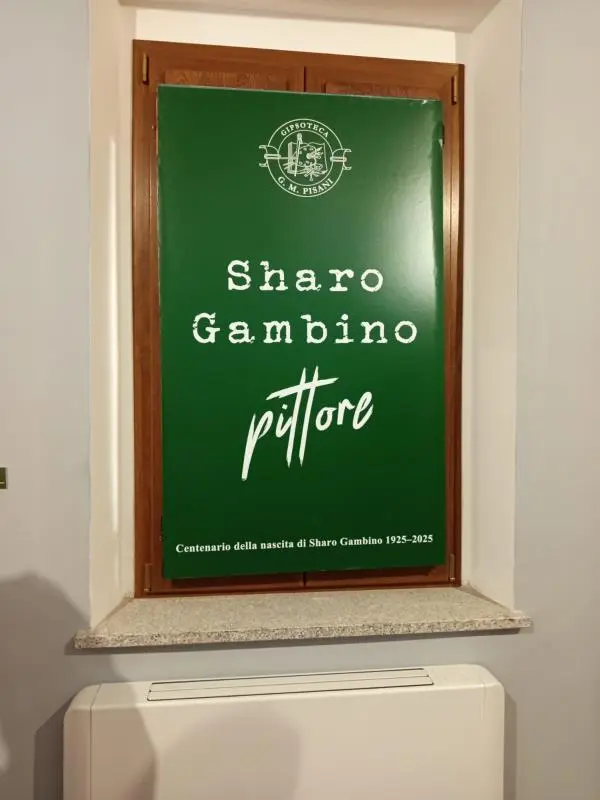 GIPSOTECA
G. M. PISANI
Sharo
Gambino
pittore
Centenario della nascita di Sharo Gambino 1925–2025